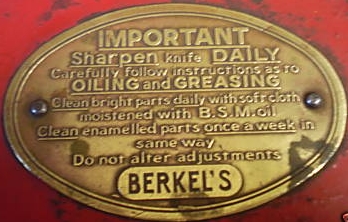 IMPORTANT
Sharpen knife DAILY
Carefully follow instructions as to
OILING and GREASING
Clean bright parts daily with soft cloth
moistened with B.S.M. oil
Clean enamelled parts once a week in
same way
Do not alter adjustments
BERKEL'S